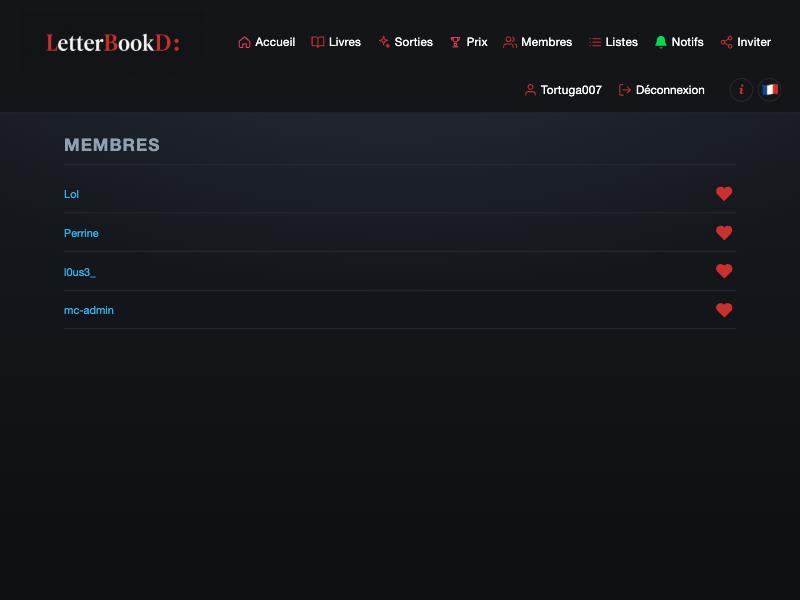 LetterBookD:
Accueil Livres Sorties Prix Membres Listes Notifs Inviter
Tortuga007 Déconnexion i
MEMBRES
Lol
Perrine
l0us3_
mc-admin